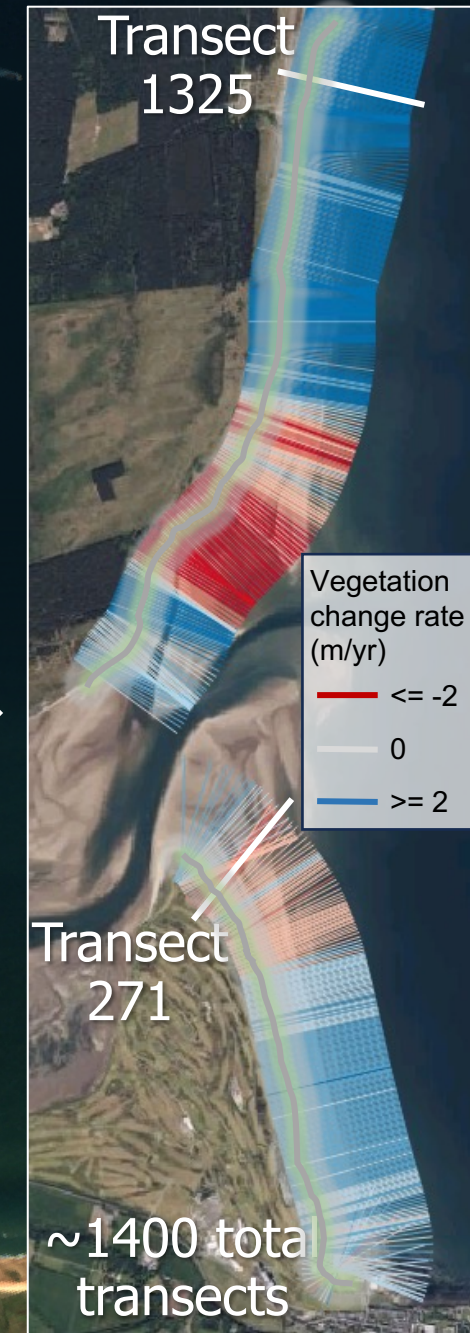 Transect
1325
Vegetation
change rate
(m/yr)
<= -2
0
>= 2
Transect
271
~1400 total
transects